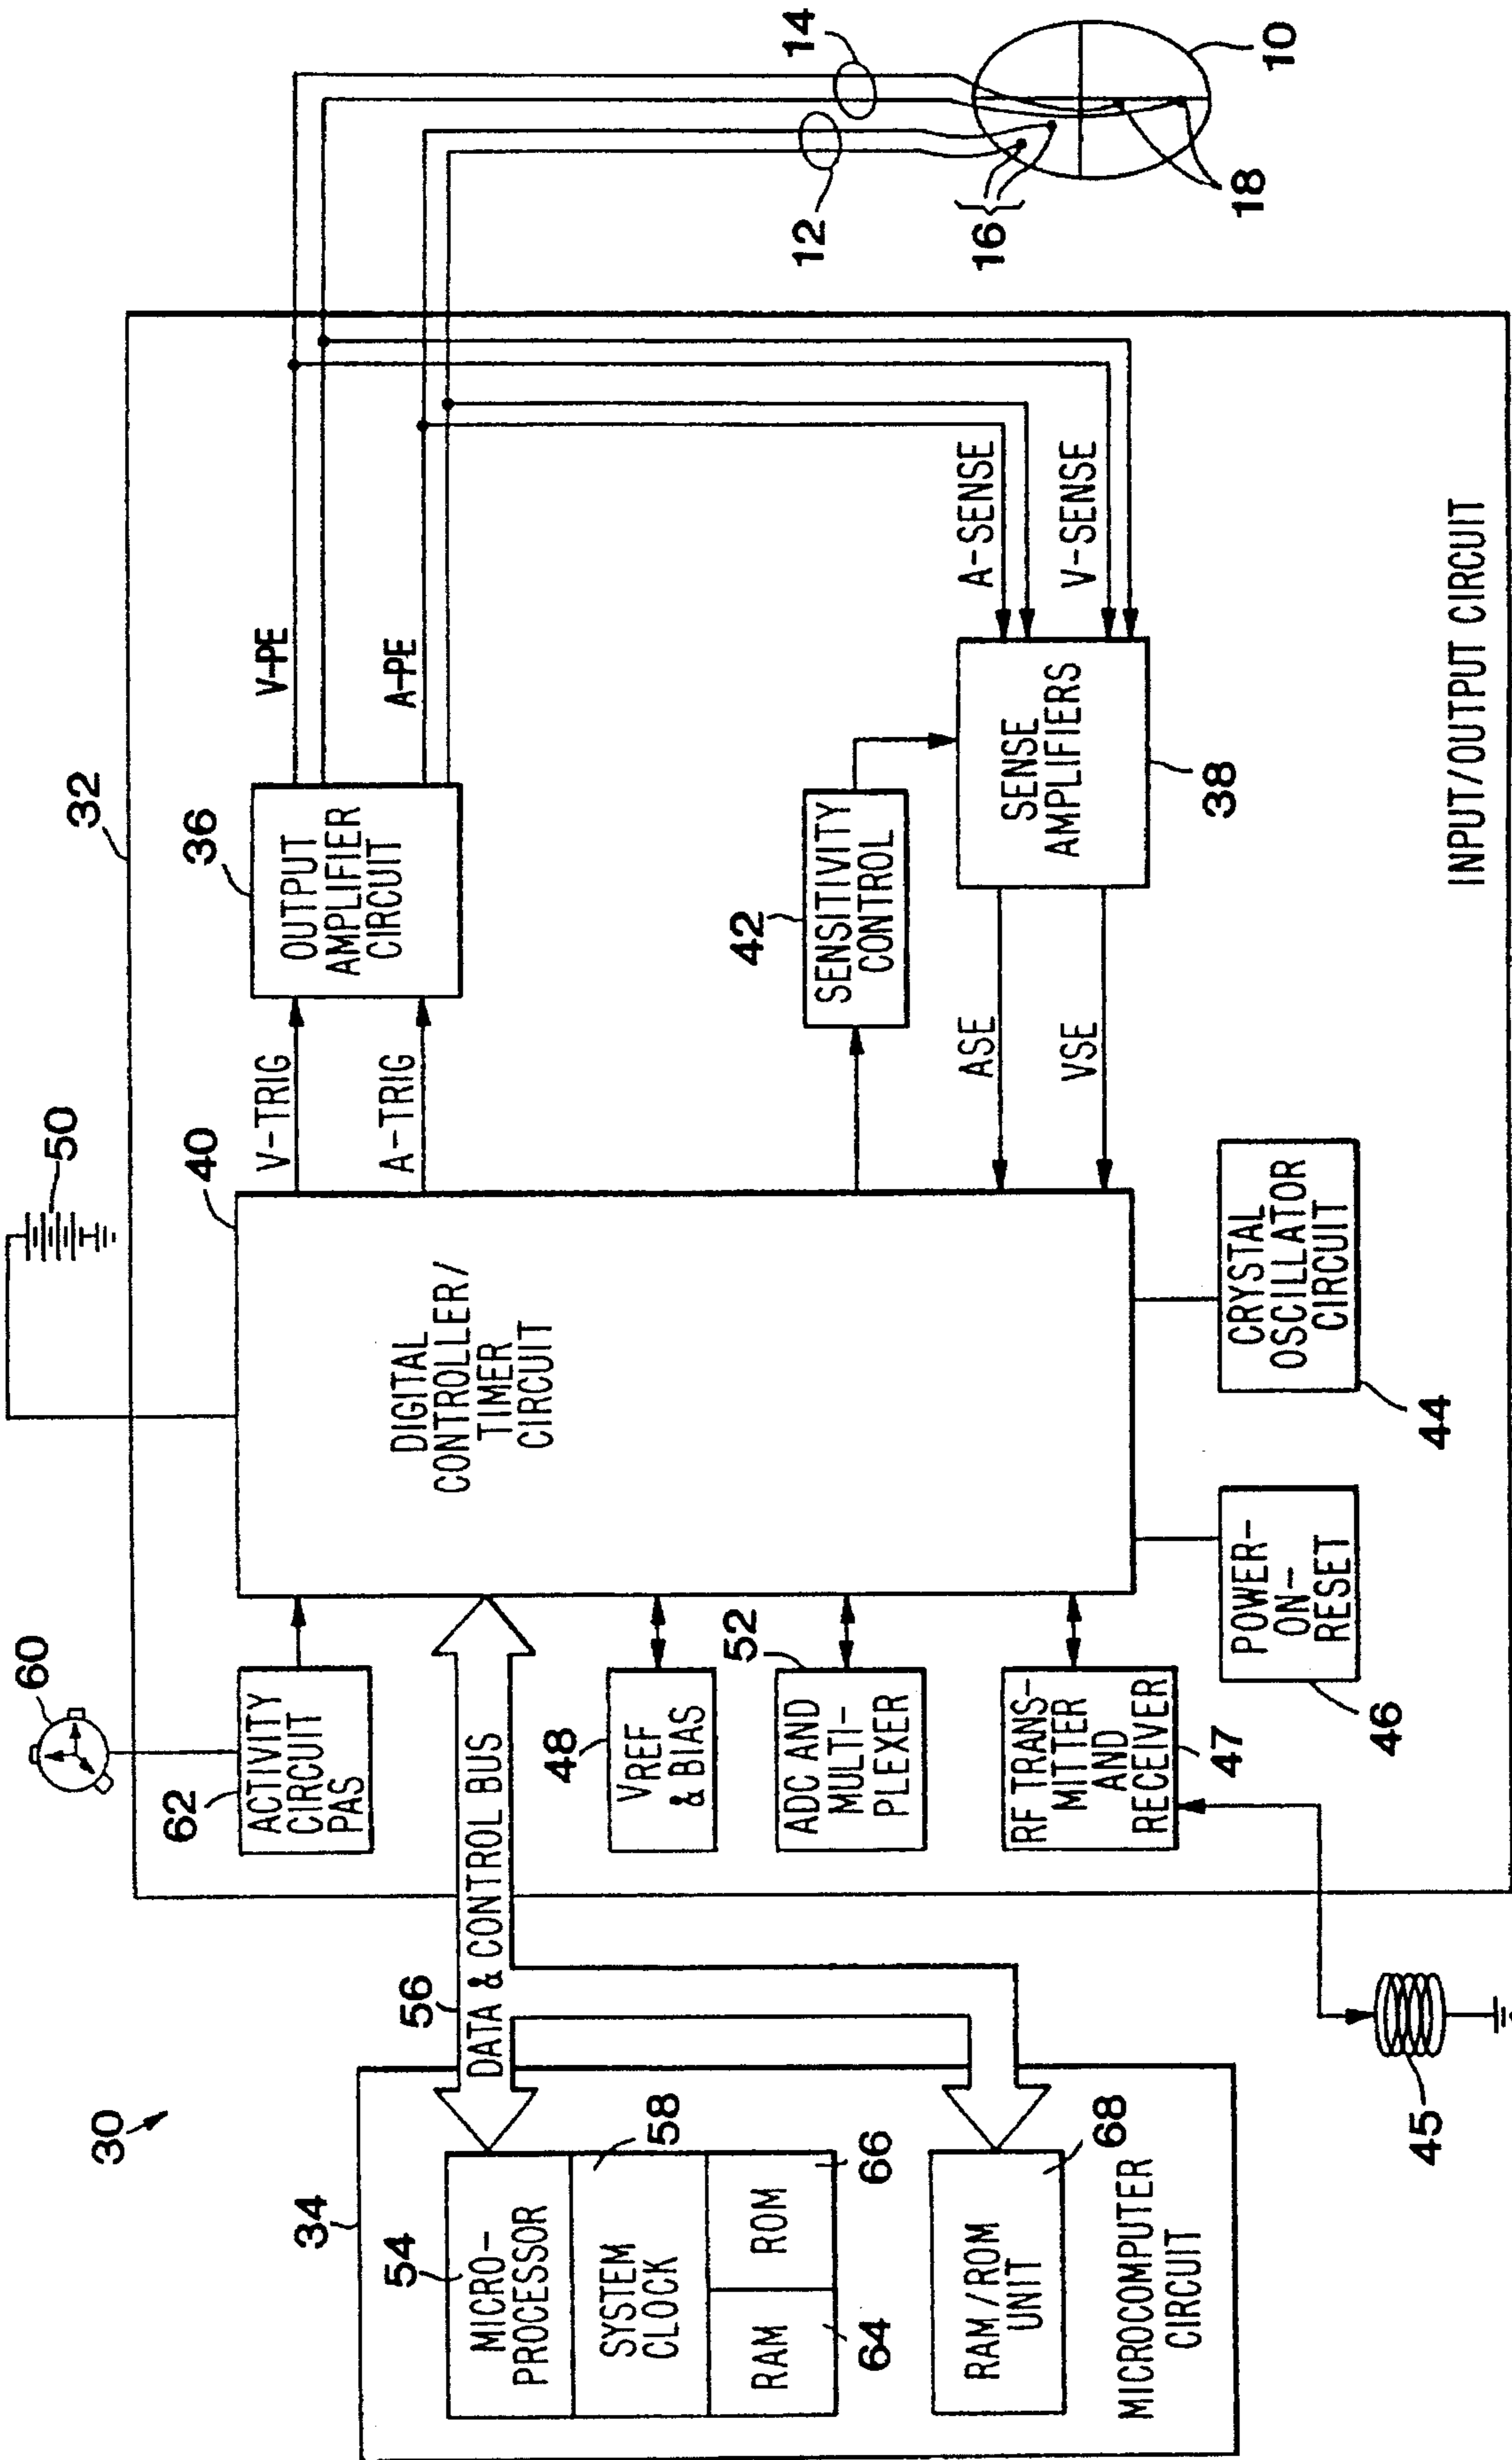 30
34
54
MICRO-
PROCESSOR
58
SYSTEM
CLOCK
RAM
ROM
64
66
RAM/ROM
UNIT
68
MICROCOMPUTER
CIRCUIT
56
DATA & CONTROL BUS
45
60
62
ACTIVITY
CIRCUIT
PAS
48
VREF
& BIAS
52
ADC AND
MULTI-
PLEXER
RF TRANS-
MITTER
AND
RECEIVER
47
POWER-
ON-
RESET
46
CRYSTAL
OSCILLATOR
CIRCUIT
44
50
40
DIGITAL
CONTROLLER/
TIMER
CIRCUIT
32
V-TRIG
A-TRIG
36
OUTPUT
AMPLIFIER
CIRCUIT
V-PE
A-PE
42
SENSITIVITY
CONTROL
ASE
VSE
SENSE
AMPLIFIERS
38
A-SENSE
V-SENSE
INPUT/OUTPUT CIRCUIT
12
14
16
18
10